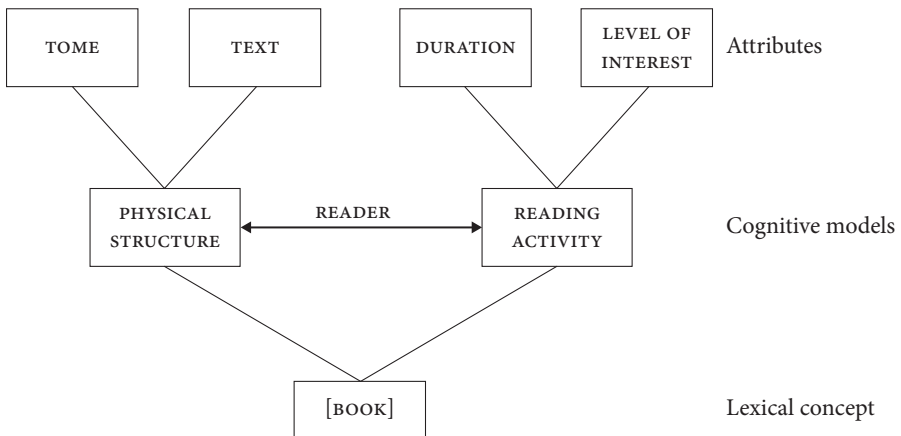 TOME
TEXT
DURATION
LEVEL OF
INTEREST
Attributes
PHYSICAL
STRUCTURE
READER
READING
ACTIVITY
Cognitive models
[BOOK]
Lexical concept